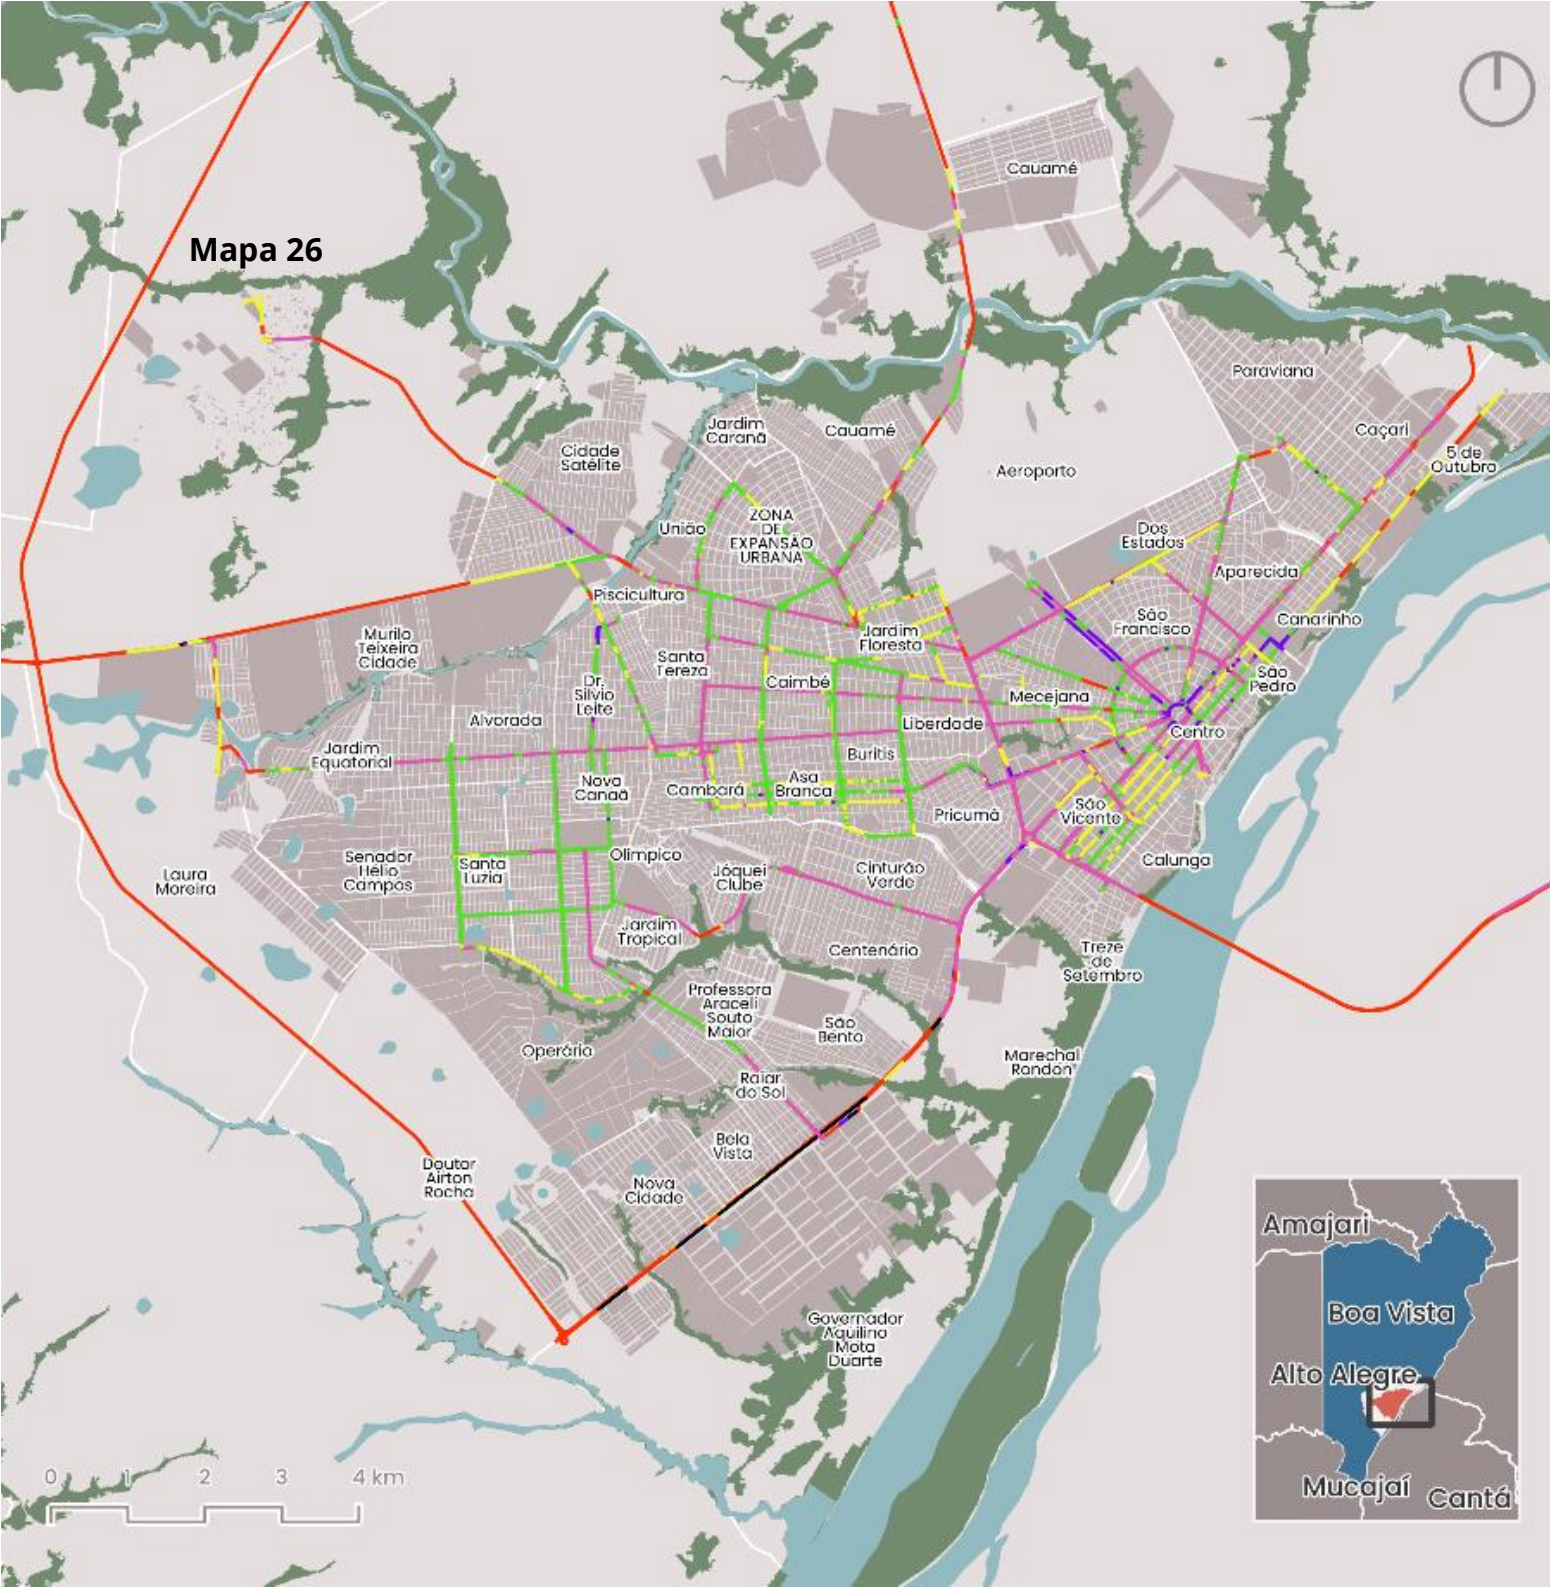 Cauamé
Mapa 26
Paraviana
Jardim
Caranã
Cauamé
Caçari
Cidade
Satélite
5 de
Outubro
Aeroporto
União
ZONA
DE
EXPANSÃO
URBANA
Dos
Estados
Aparecida
Piscicultura
São
Francisco
Canarinho
Murilo
Teixeira
Cidade
Jardim
Floresta
Santa
Tereza
São
Pedro
Caimbé
Dr.
Silvio
Leite
Mecejana
Alvorada
Liberdade
Centro
Jardim
Equatorial
Buritis
Nova
Canaã
Cambará
Asa
Branca
São
Vicente
Pricumã
Olímpico
Calunga
Senador
Hélio
Campos
Santa
Luzia
Jóquei
Clube
Cinturão
Verde
Laura
Moreira
Jardim
Tropical
Centenário
Treze
de
Setembro
Professora
Araceli
Souto
Maior
São
Bento
Operário
Marechal
Rondon
Raiar
do Sol
Bela
Vista
Doutor
Airton
Rocha
Nova
Cidade
Governador
Aquilino
Mota
Duarte
Amajari
Boa Vista
Alto Alegre
Mucajaí
Cantá
0 1 2 3 4 km